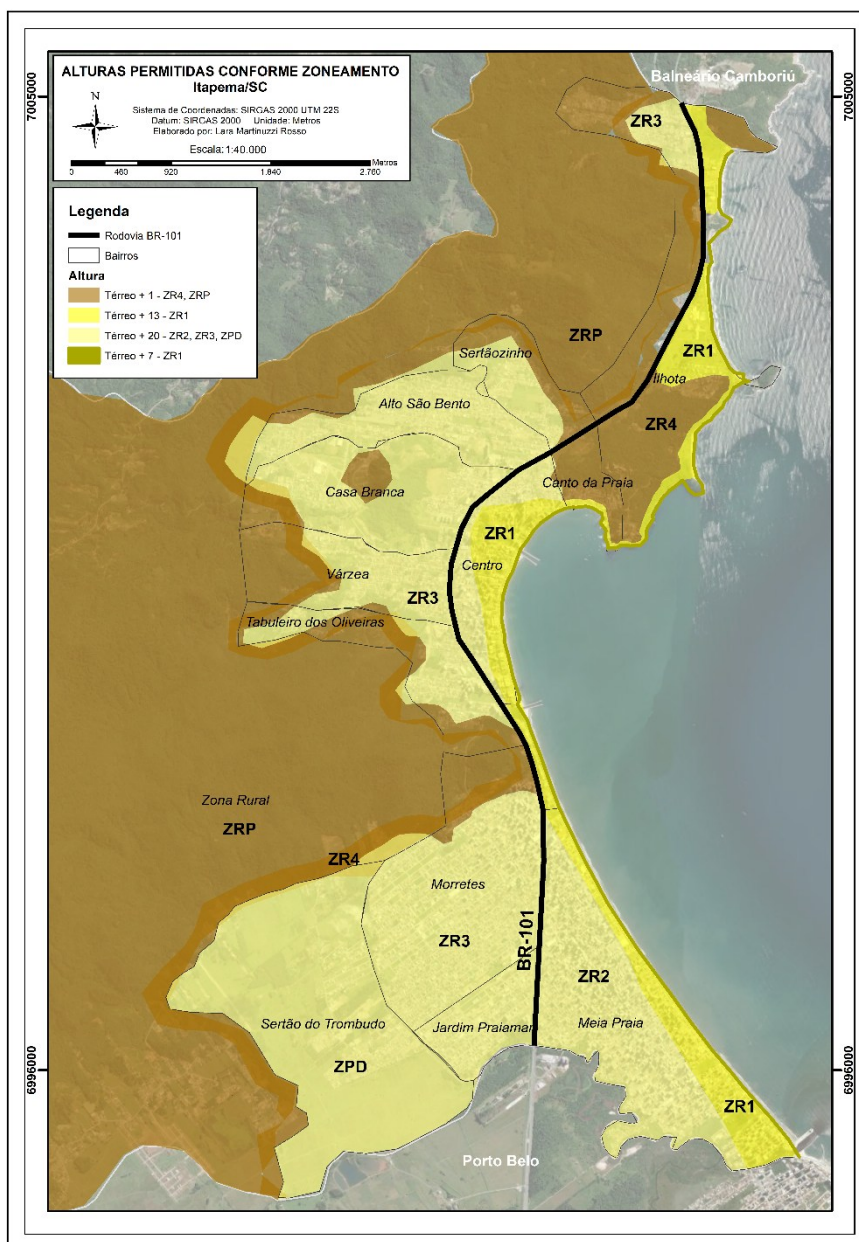 ALTURAS PERMITIDAS CONFORME ZONEAMENTO
Itapema/SC
N
Sistema de Coordenadas: SIRGAS 2000 UTM 22S
Datum: SIRGAS 2000 Unidade: Metros
Elaborado por: Lara Martinuzzi Rosso
Escala: 1:40.000
Metros
0 460 920 1.840 2.760
Legenda
Rodovia BR-101
Bairros
Altura
Térreo + 1 - ZR4, ZRP
Térreo + 13 - ZR1
Térreo + 20 - ZR2, ZR3, ZPD
Térreo + 7 - ZR1
Balneário Camboriú
7005000
7005000
ZR3
ZRP
ZR1
Sertãozinho
Ilhota
Alto São Bento
ZR4
Casa Branca
Canto da Praia
ZR1
Centro
Várzea
ZR3
Tabuleiro dos Oliveiras
Zona Rural
ZRP
ZR4
Morretes
ZR3
BR-101
ZR2
Sertão do Trombudo
Jardim Praiamar
Meia Praia
ZPD
6996000
6996000
ZR1
Porto Belo